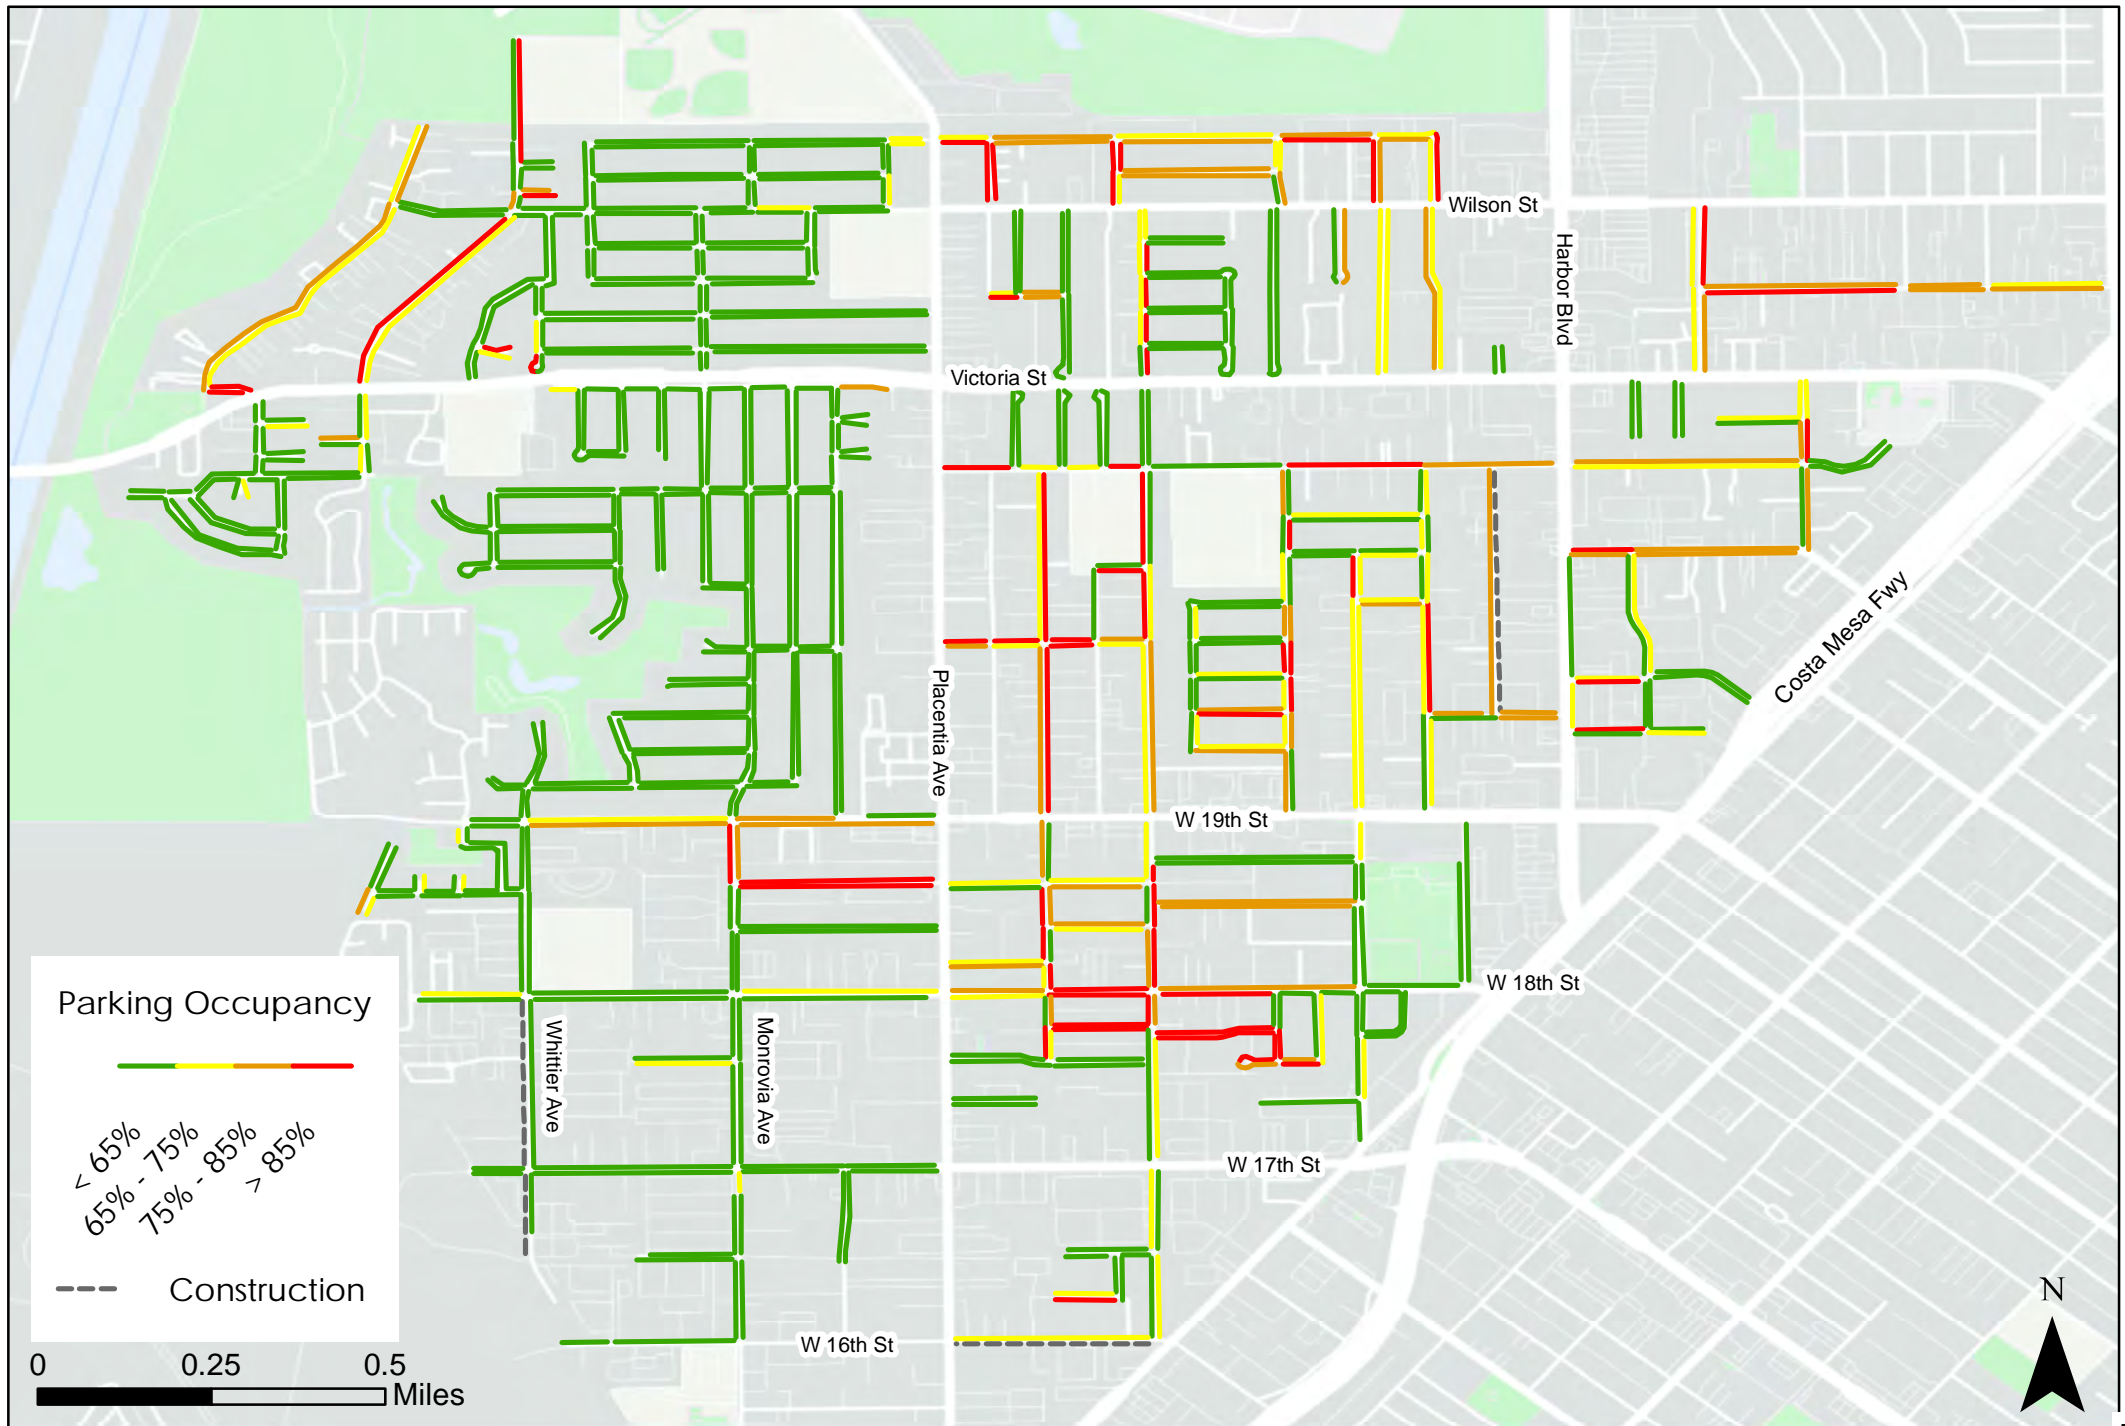 Wilson St
Harbor Blvd
Victoria St
Costa Mesa Fwy
Placentia Ave
W 19th St
W 18th St
Parking Occupancy
< 65%
65% - 75%
75% - 85%
> 85%
Construction
Whittier Ave
Monrovia Ave
W 17th St
W 16th St
N
0 0.25 0.5
Miles